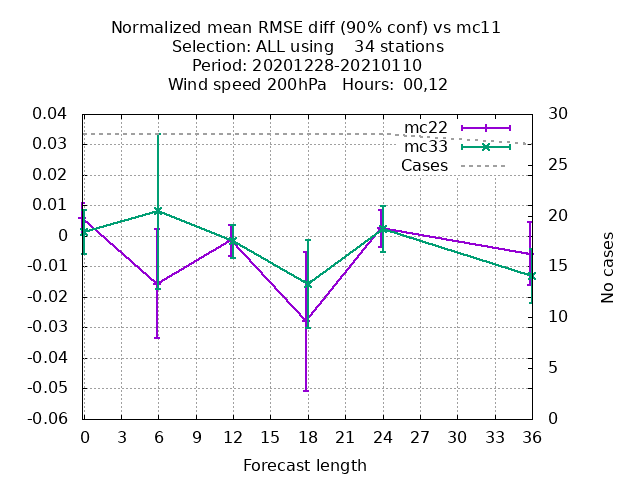 Normalized mean RMSE diff (90% conf) vs mc11
Selection: ALL using    34 stations
Period: 20201228-20210110
Wind speed 200hPa   Hours:  00,12
mc22
mc33
Cases
0.04
0.03
0.02
0.01
0
-0.01
-0.02
-0.03
-0.04
-0.05
-0.06
30
25
20
15
10
5
0
No cases
0 3 6 9 12 15 18 21 24 27 30 33 36
Forecast length